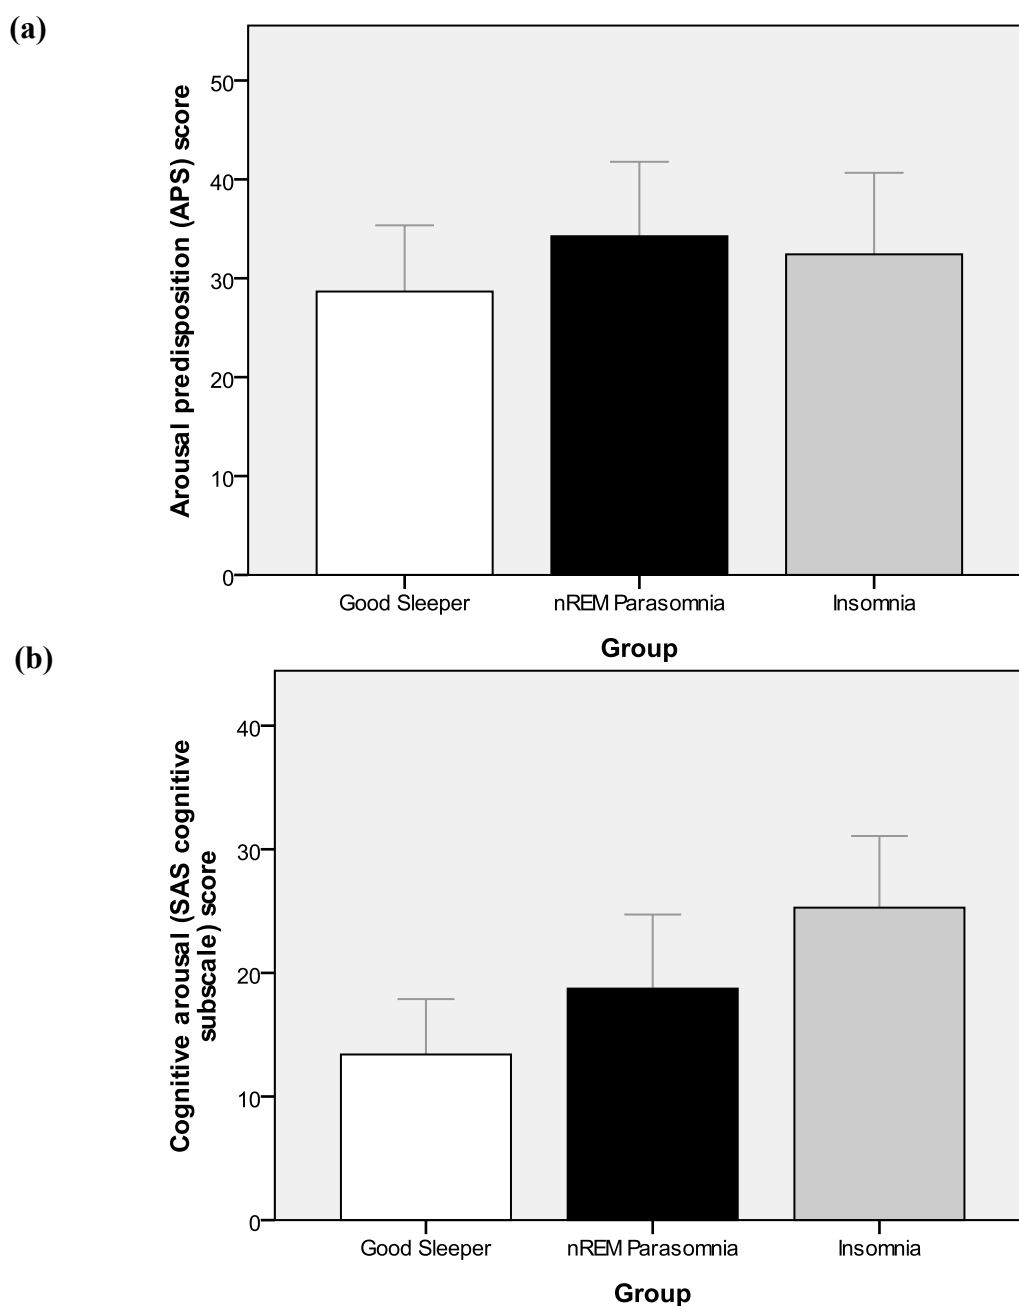 (a)
Arousal predisposition (APS) score
50
40
30
20
10
0
Good Sleeper
nREM Parasomnia
Insomnia
Group
(b)
Cognitive arousal (SAS cognitive
subscale) score
40
30
20
10
0
Good Sleeper
nREM Parasomnia
Insomnia
Group